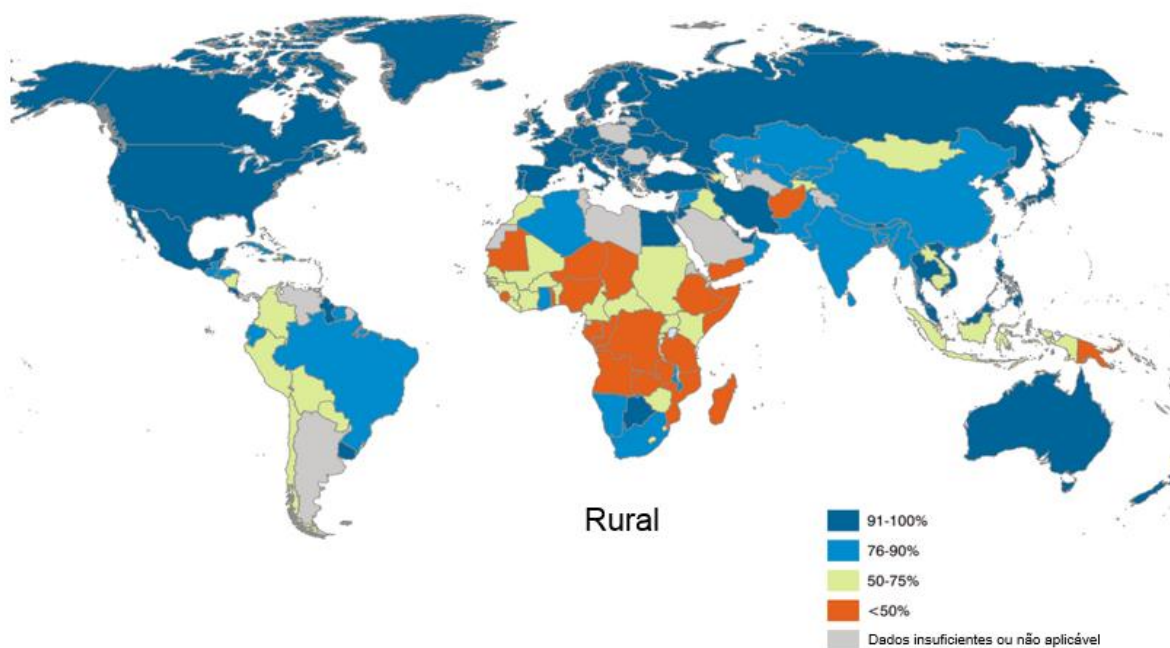 Rural
91-100%
76-90%
50-75%
<50%
Dados insuficientes ou não aplicável